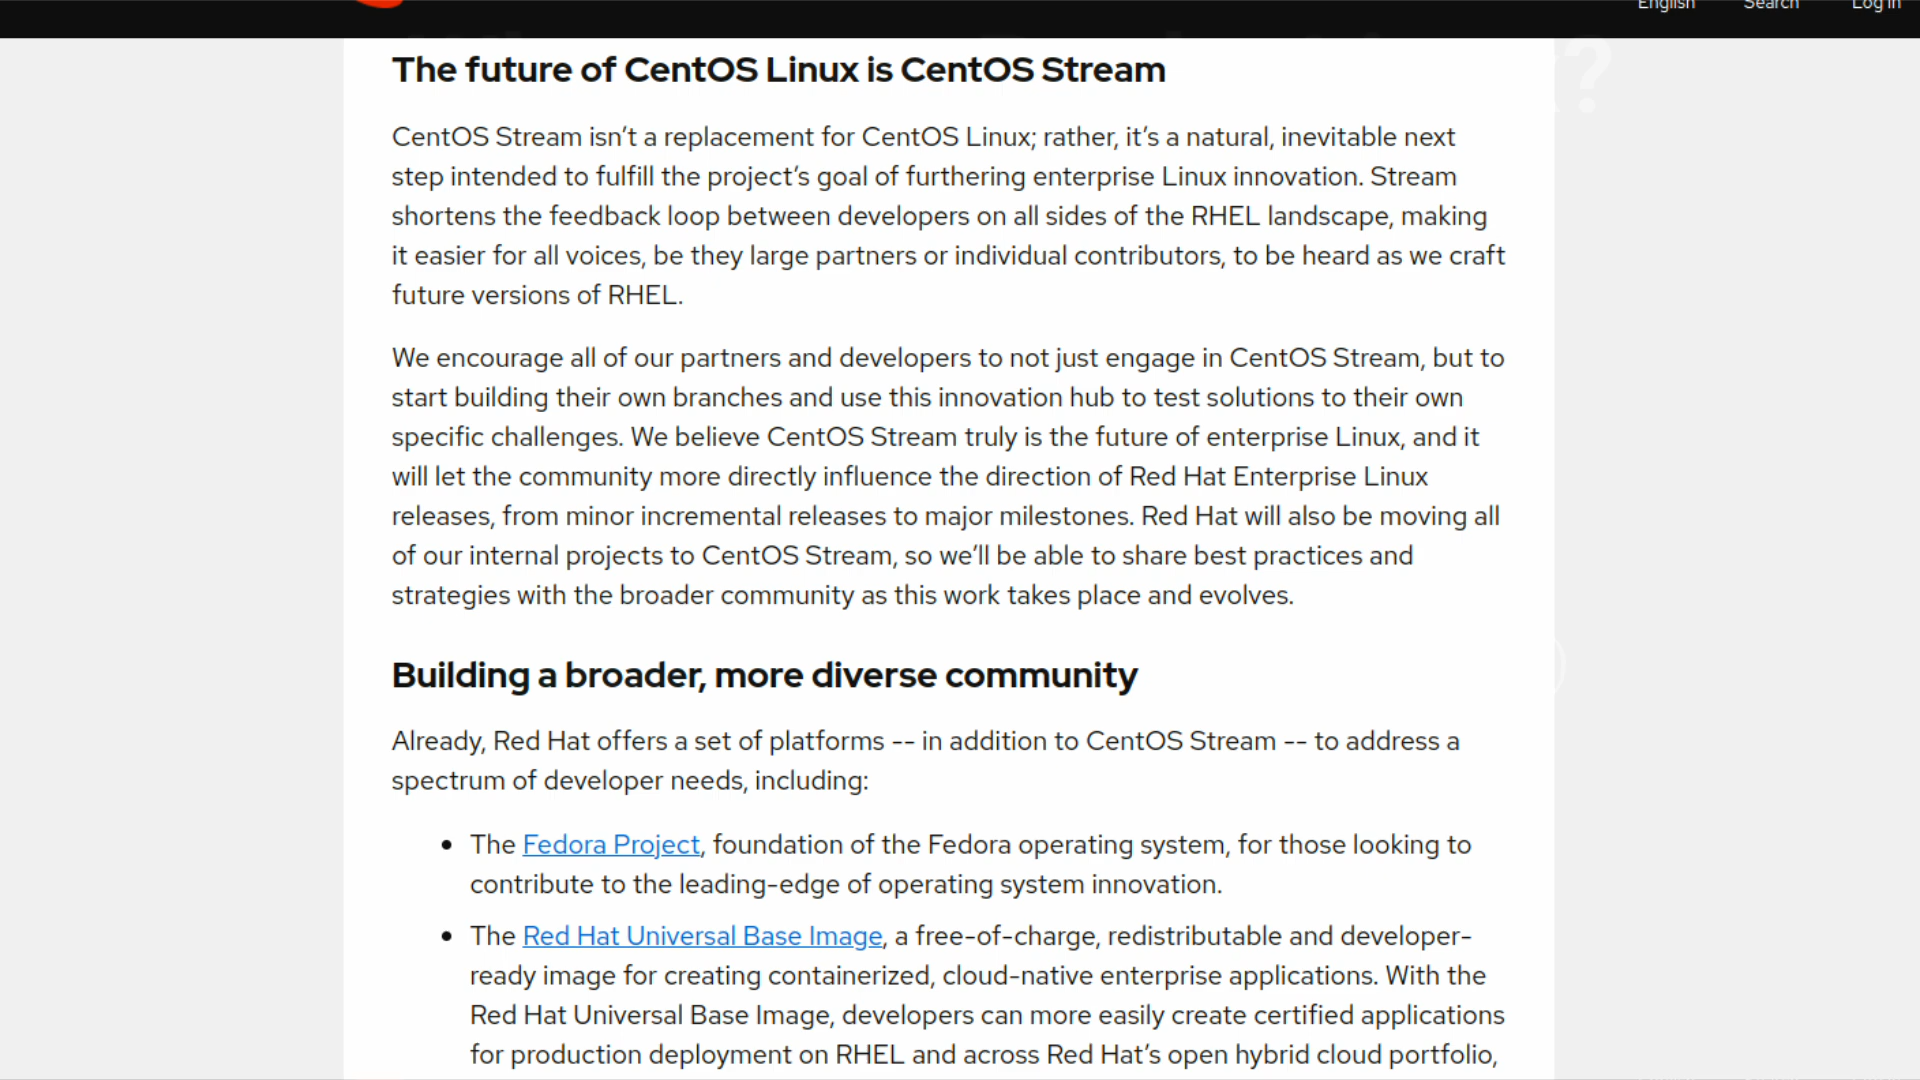 English Search Log in
The future of CentOS Linux is CentOS Stream
CentOS Stream isn’t a replacement for CentOS Linux; rather, it’s a natural, inevitable next
step intended to fulfill the project’s goal of furthering enterprise Linux innovation. Stream
shortens the feedback loop between developers on all sides of the RHEL landscape, making
it easier for all voices, be they large partners or individual contributors, to be heard as we craft
future versions of RHEL.
We encourage all of our partners and developers to not just engage in CentOS Stream, but to
start building their own branches and use this innovation hub to test solutions to their own
specific challenges. We believe CentOS Stream truly is the future of enterprise Linux, and it
will let the community more directly influence the direction of Red Hat Enterprise Linux
releases, from minor incremental releases to major milestones. Red Hat will also be moving all
of our internal projects to CentOS Stream, so we’ll be able to share best practices and
strategies with the broader community as this work takes place and evolves.
Building a broader, more diverse community
Already, Red Hat offers a set of platforms -- in addition to CentOS Stream -- to address a
spectrum of developer needs, including:
• The Fedora Project, foundation of the Fedora operating system, for those looking to
contribute to the leading-edge of operating system innovation.
• The Red Hat Universal Base Image, a free-of-charge, redistributable and developer-
ready image for creating containerized, cloud-native enterprise applications. With the
Red Hat Universal Base Image, developers can more easily create certified applications
for production deployment on RHEL and across Red Hat’s open hybrid cloud portfolio,